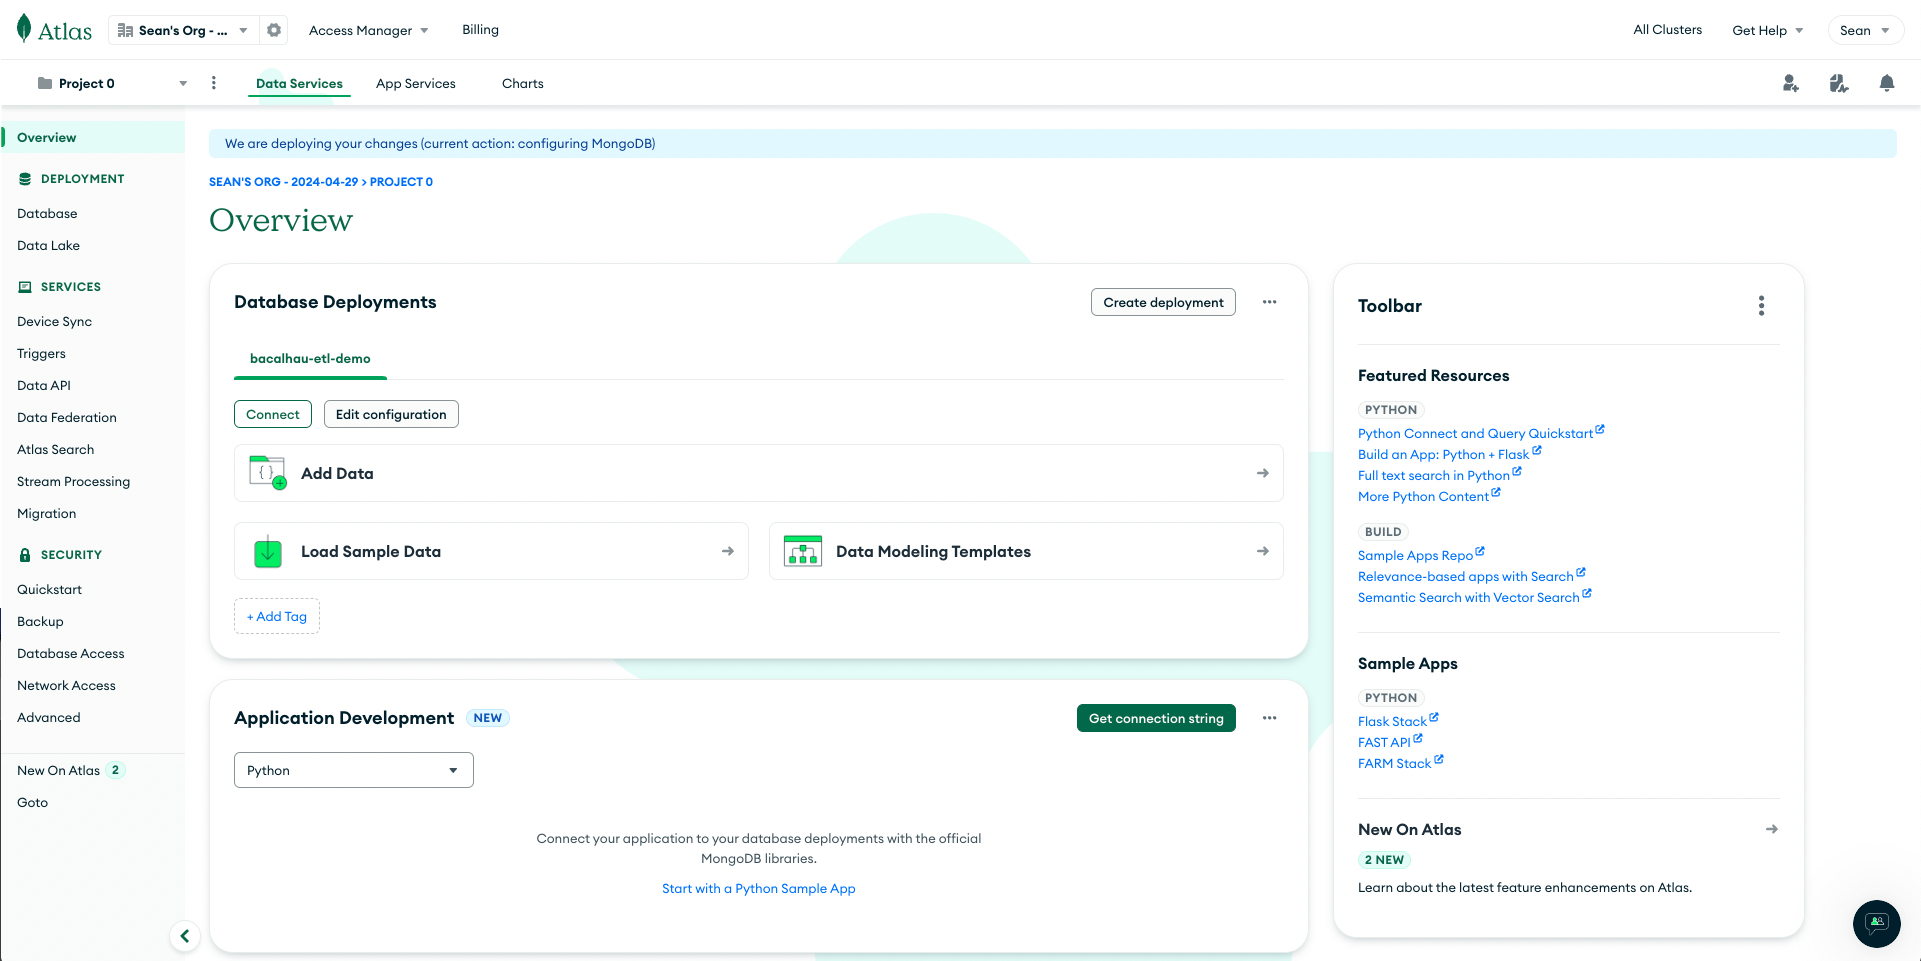 Atlas
Sean's Org - ...
Access Manager
Billing
All Clusters
Get Help
Sean
Project 0
Data Services
App Services
Charts
Overview
DEPLOYMENT
Database
Data Lake
SERVICES
Device Sync
Triggers
Data API
Data Federation
Atlas Search
Stream Processing
Migration
SECURITY
Quickstart
Backup
Database Access
Network Access
Advanced
New On Atlas 2
Goto
We are deploying your changes (current action: configuring MongoDB)
SEAN'S ORG - 2024-04-29 > PROJECT 0
Overview
Database Deployments
Create deployment
bacalhau-etl-demo
Connect
Edit configuration
{ }
Add Data
Load Sample Data
Data Modeling Templates
+ Add Tag
Application Development NEW
Get connection string
Python
Connect your application to your database deployments with the official
MongoDB libraries.
Start with a Python Sample App
Toolbar
Featured Resources
PYTHON
Python Connect and Query Quickstart
Build an App: Python + Flask
Full text search in Python
More Python Content
BUILD
Sample Apps Repo
Relevance-based apps with Search
Semantic Search with Vector Search
Sample Apps
PYTHON
Flask Stack
FAST API
FARM Stack
New On Atlas
2 NEW
Learn about the latest feature enhancements on Atlas.